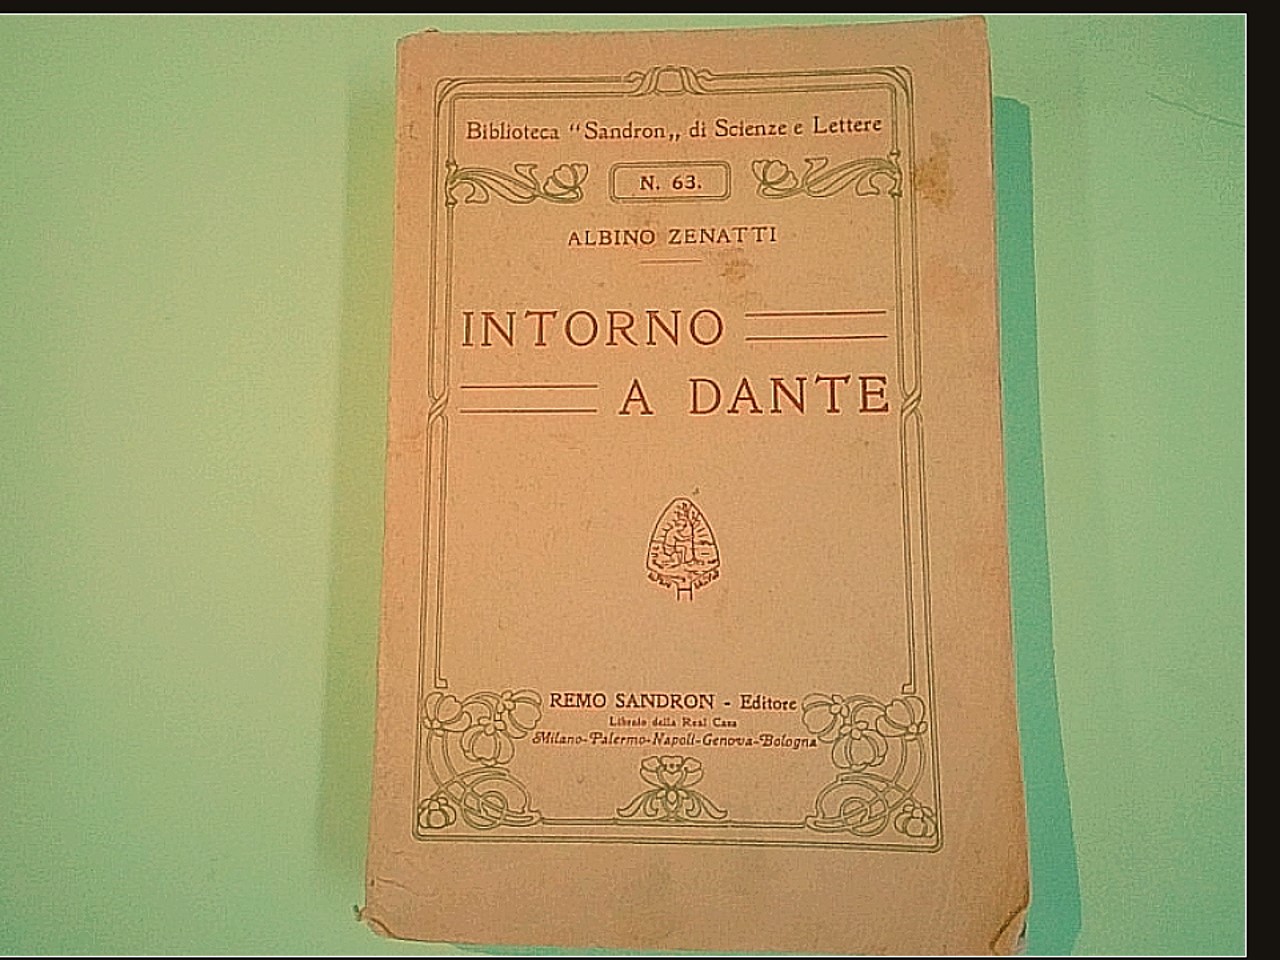 Biblioteca “Sandron„ di Scienze e Lettere
N. 63.
ALBINO ZENATTI
INTORNO
A DANTE
REMO SANDRON - Editore
Libraio della Real Casa
Milano-Palermo-Napoli-Genova-Bologna